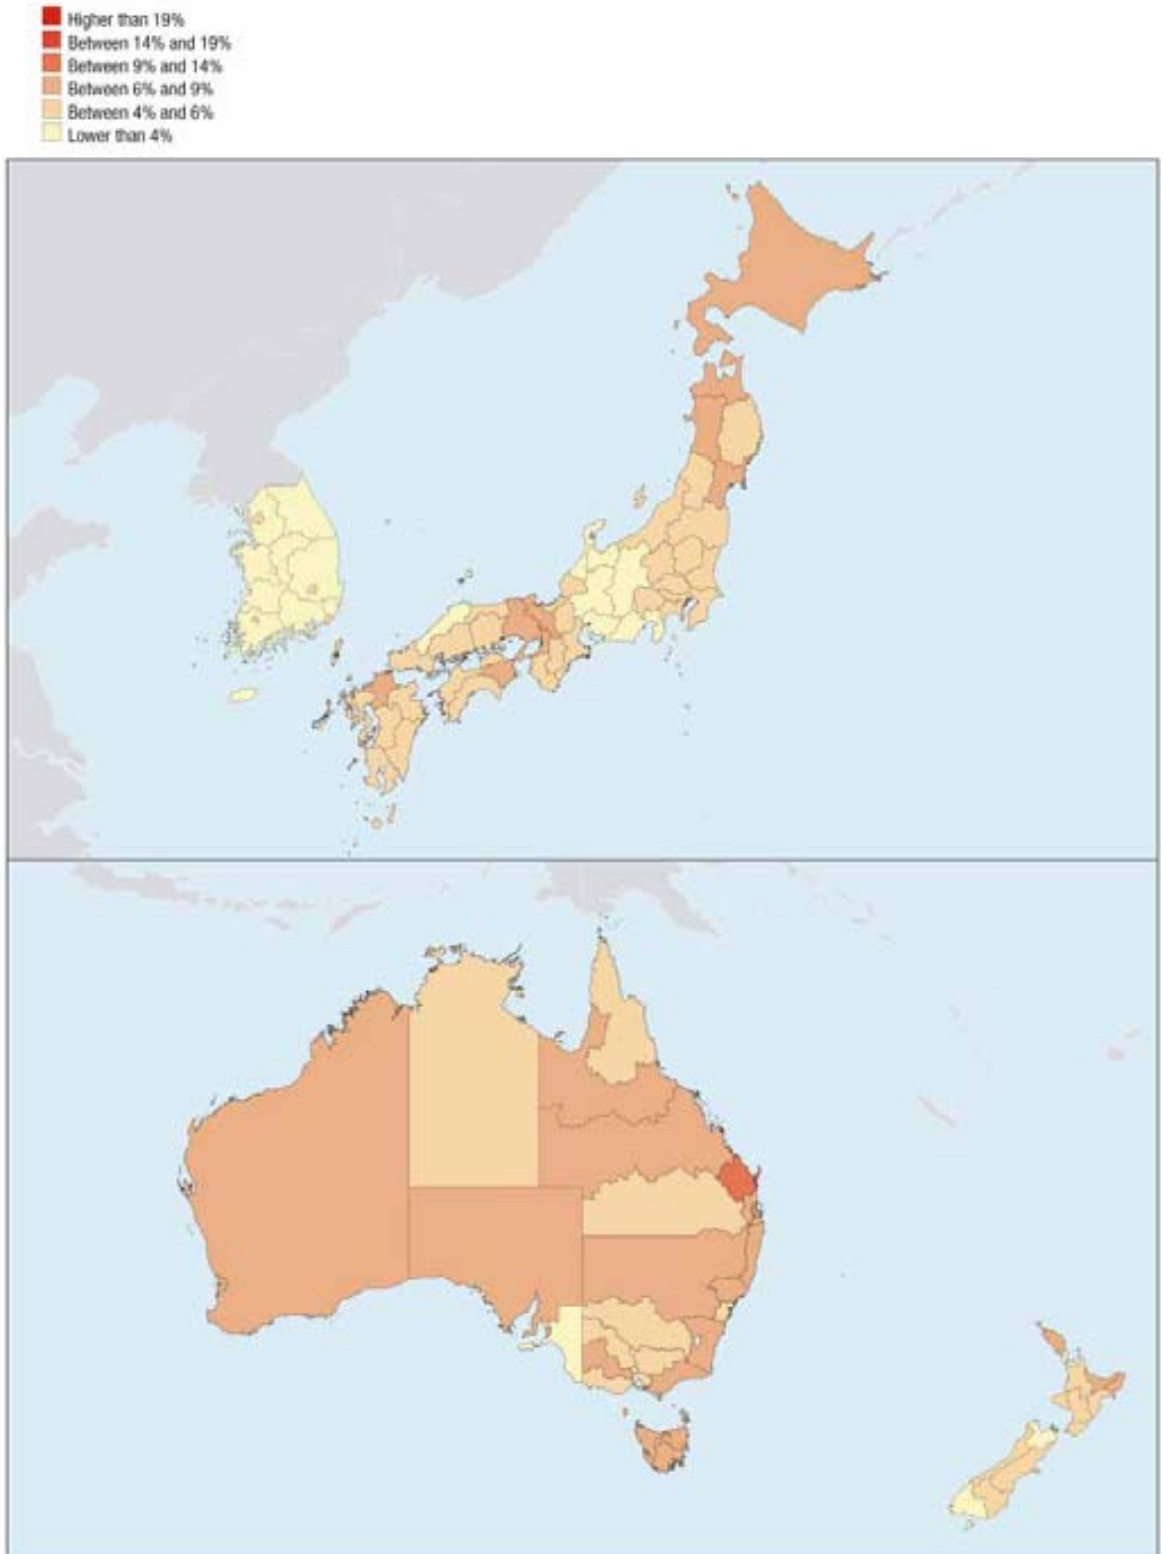 Higher than 19%
Between 14% and 19%
Between 9% and 14%
Between 6% and 9%
Between 4% and 6%
Lower than 4%